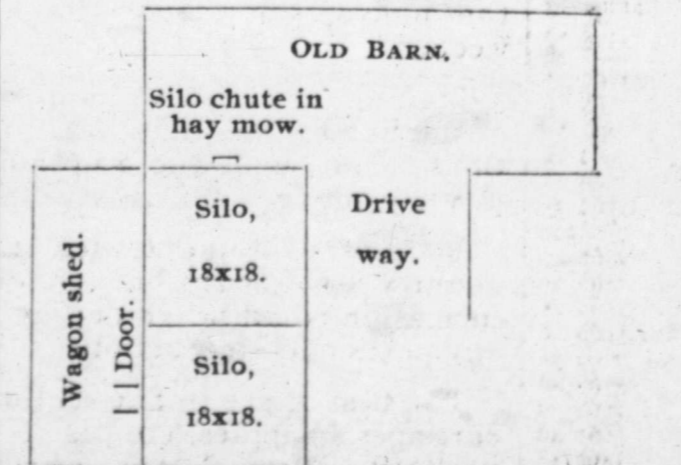 OLD BARN.
Silo chute in
hay mow.
Silo,
18x18.
Drive
way.
Wagon shed.
Door.
Silo,
18x18.